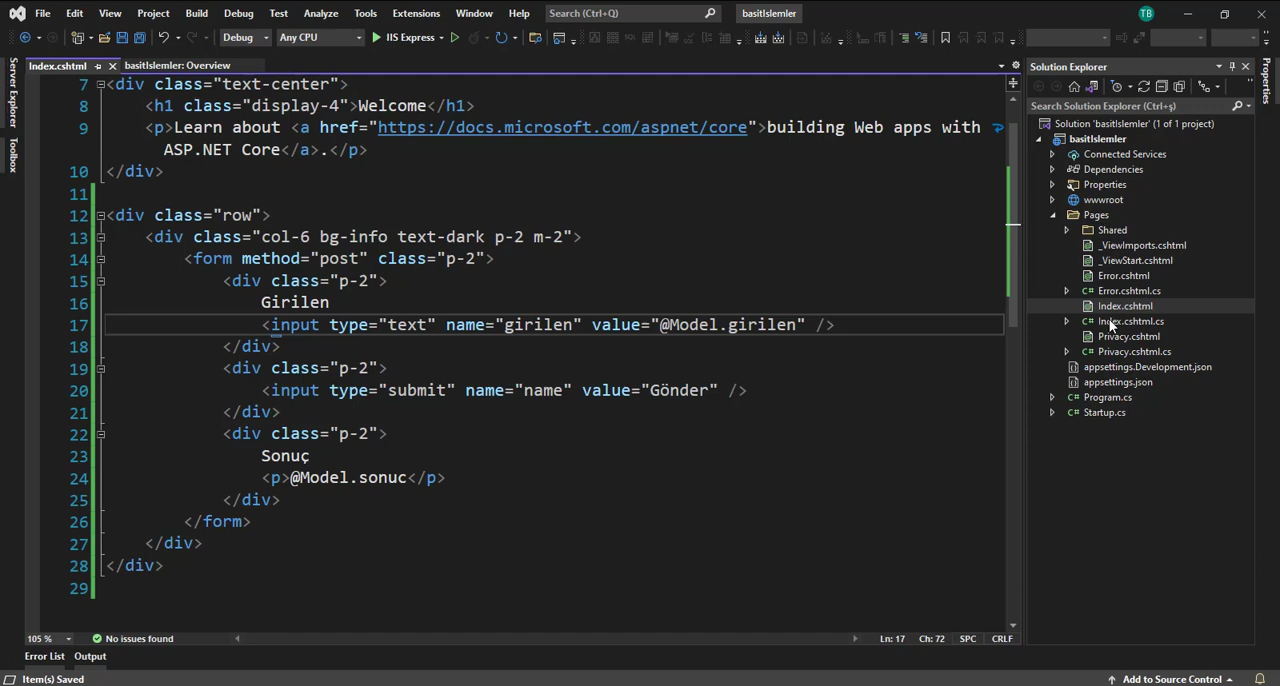 File Edit View Project Build Debug Test Analyze Tools Extensions Window Help Search (Ctrl+Q) basitIslemler TB
Debug Any CPU IIS Express
Index.cshtml basitIslemler: Overview
Server Explorer
Toolbox
7 <div class="text-center">
8 <h1 class="display-4">Welcome</h1>
9 <p>Learn about <a href="https://docs.microsoft.com/aspnet/core">building Web apps with
ASP.NET Core</a>.</p>
10 </div>
11
12 <div class="row">
13 <div class="col-6 bg-info text-dark p-2 m-2">
14 <form method="post" class="p-2">
15 <div class="p-2">
16 Girilen
17 <input type="text" name="girilen" value="@Model.girilen" />
18 </div>
19 <div class="p-2">
20 <input type="submit" name="name" value="Gönder" />
21 </div>
22 <div class="p-2">
23 Sonuç
24 <p>@Model.sonuc</p>
25 </div>
26 </form>
27 </div>
28 </div>
29
105 % No issues found Ln: 17 Ch: 72 SPC CRLF
Error List Output
Item(s) Saved Add to Source Control
Solution Explorer
Search Solution Explorer (Ctrl+ş)
Solution 'basitIslemler' (1 of 1 project)
basitIslemler
Connected Services
Dependencies
Properties
wwwroot
Pages
Shared
_ViewImports.cshtml
_ViewStart.cshtml
Error.cshtml
C# Error.cshtml.cs
Index.cshtml
C# Index.cshtml.cs
Privacy.cshtml
C# Privacy.cshtml.cs
appsettings.Development.json
appsettings.json
C# Program.cs
C# Startup.cs
Properties